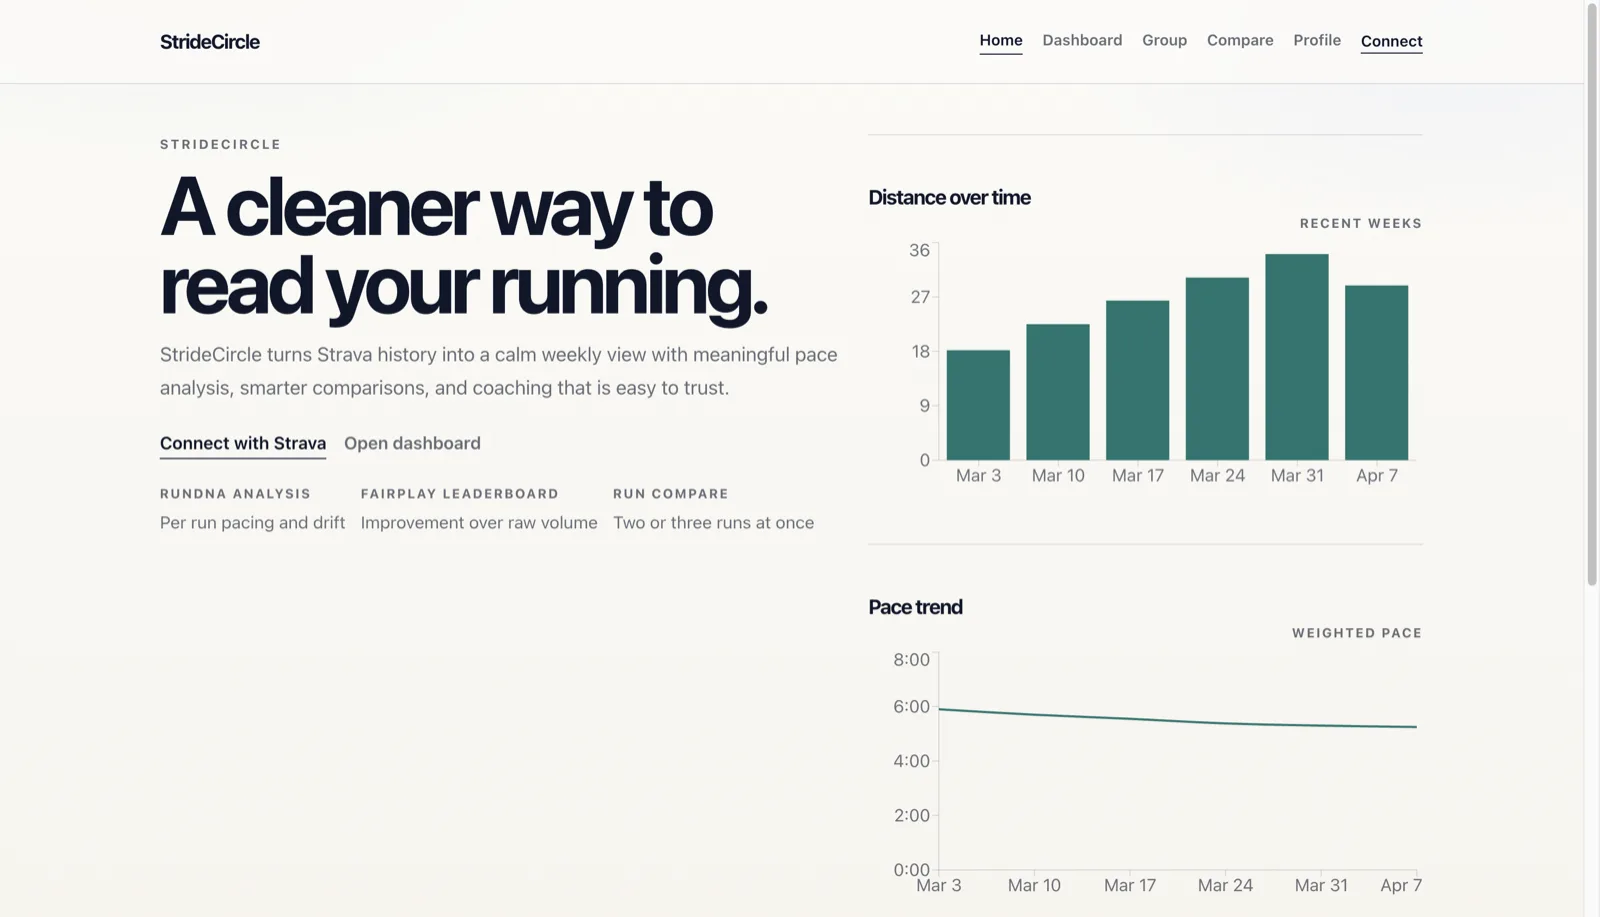 StrideCircle
Home Dashboard Group Compare Profile Connect
STRIDECIRCLE
A cleaner way to
read your running.
StrideCircle turns Strava history into a calm weekly view with meaningful pace
analysis, smarter comparisons, and coaching that is easy to trust.
Connect with Strava Open dashboard
RUNDNA ANALYSIS
Per run pacing and drift
FAIRPLAY LEADERBOARD
Improvement over raw volume
RUN COMPARE
Two or three runs at once
Distance over time
RECENT WEEKS
36
27
18
9
0
Mar 3 Mar 10 Mar 17 Mar 24 Mar 31 Apr 7
Pace trend
WEIGHTED PACE
8:00
6:00
4:00
2:00
0:00
Mar 3 Mar 10 Mar 17 Mar 24 Mar 31 Apr 7